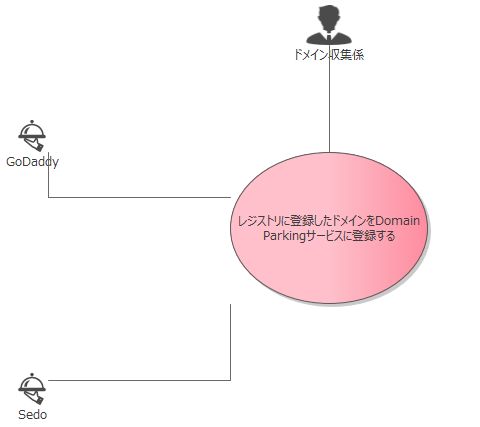 ドメイン収集係
GoDaddy
レジストリに登録したドメインをDomain
Parkingサービスに登録する
Sedo